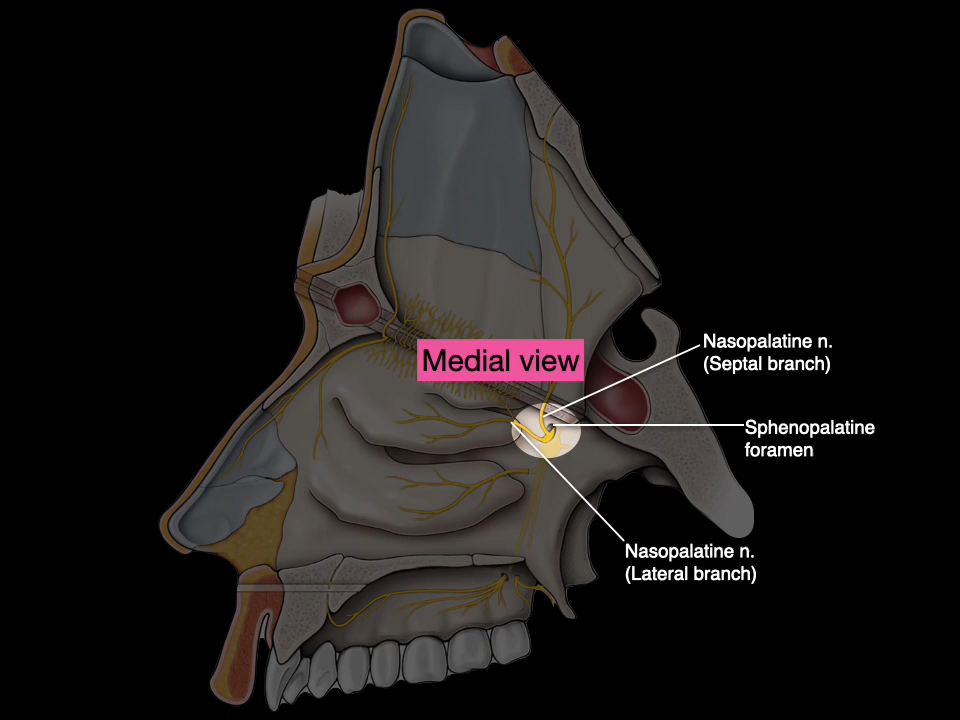 Medial view
Nasopalatine n.
(Septal branch)
Sphenopalatine
foramen
Nasopalatine n.
(Lateral branch)